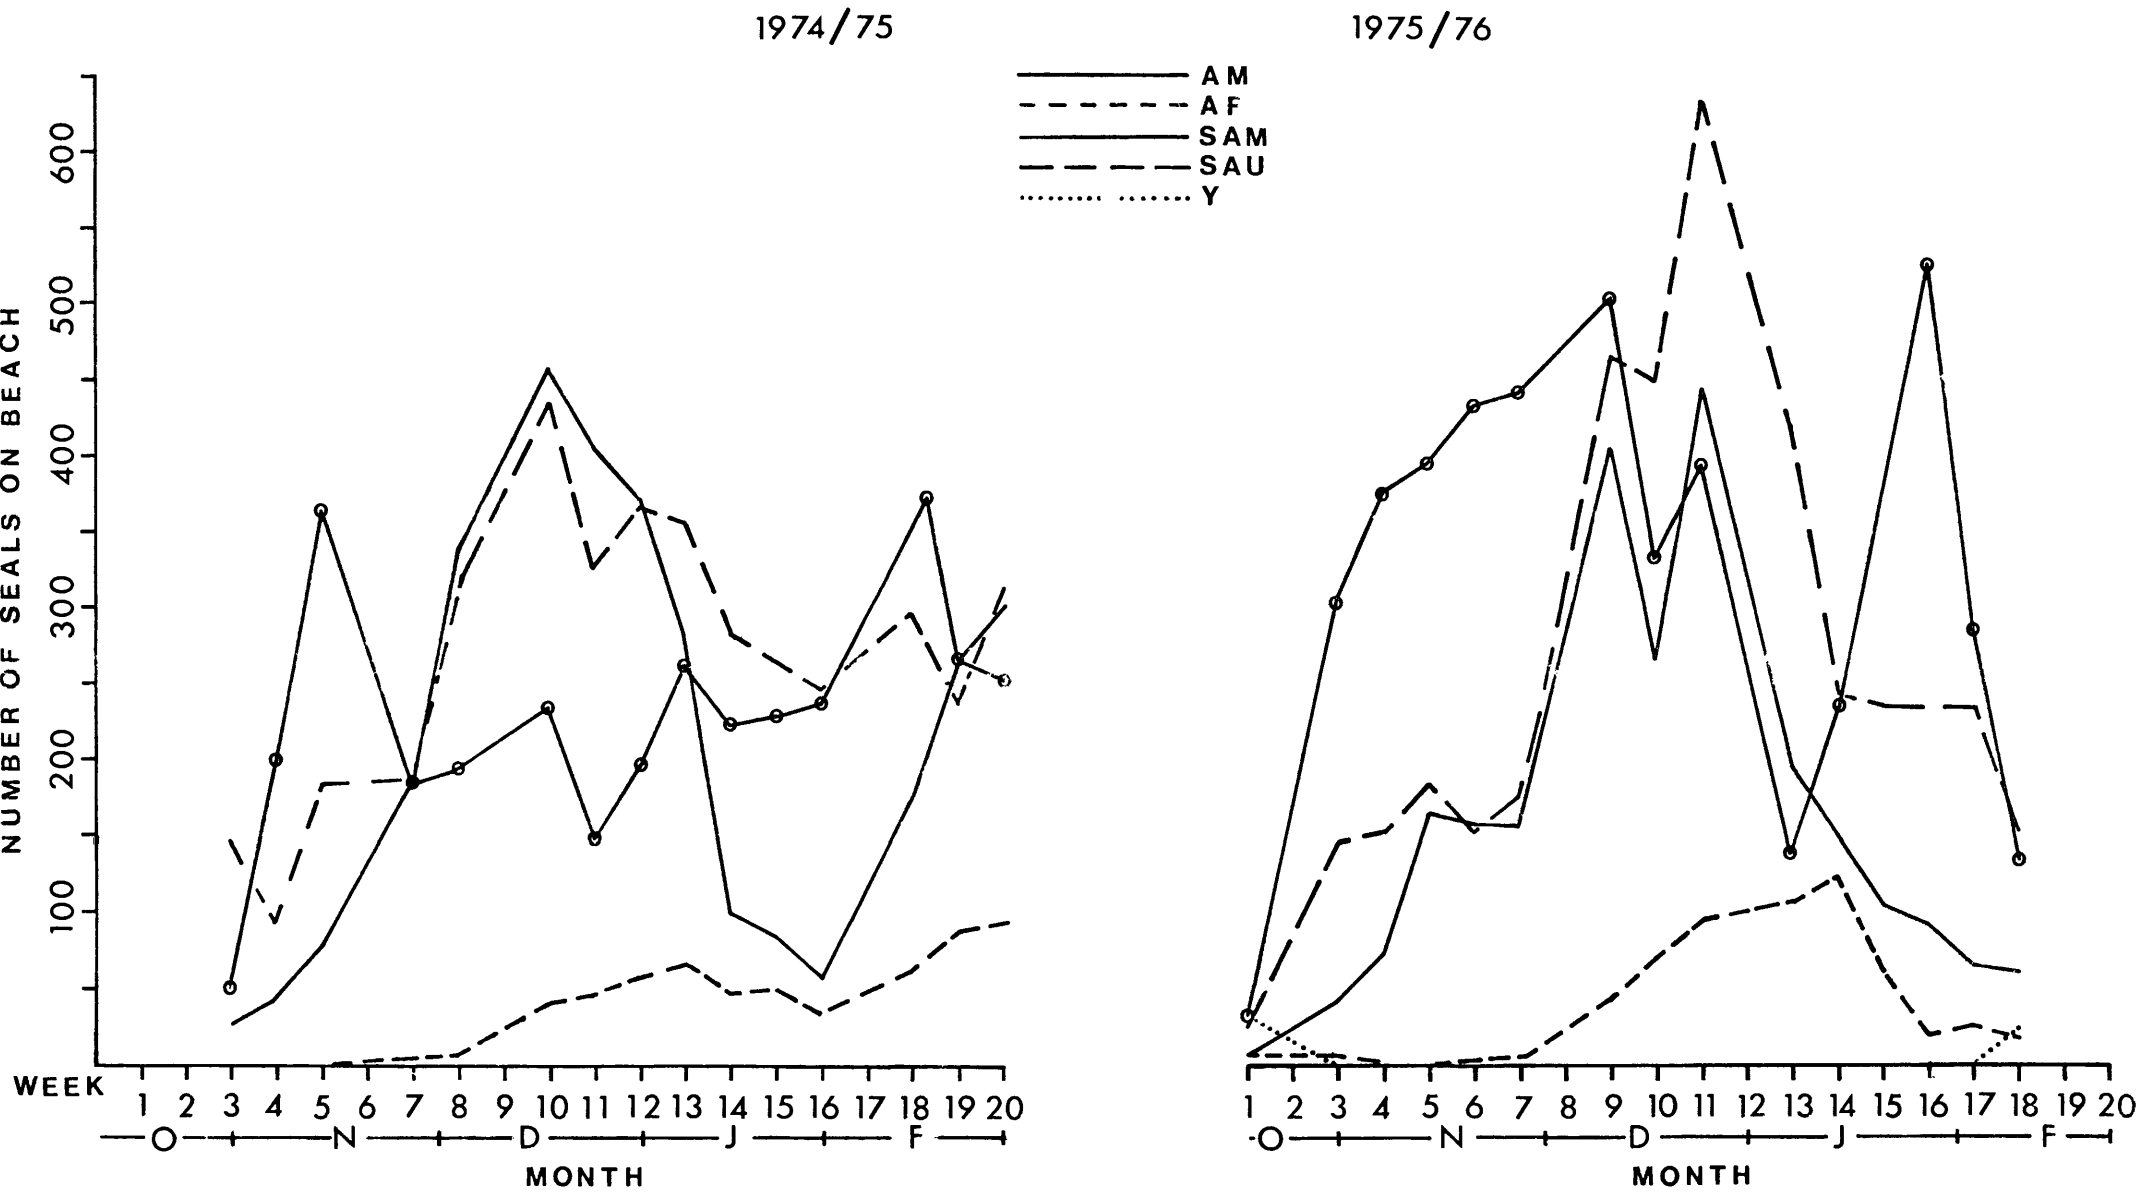 1974/75
1975/76
AM
AF
SAM
SAU
Y
NUMBER OF SEALS ON BEACH
600
500
400
300
200
100
WEEK
1 2 3 4 5 6 7 8 9 10 11 12 13 14 15 16 17 18 19 20
O N D J F
MONTH
1 2 3 4 5 6 7 8 9 10 11 12 13 14 15 16 17 18 19 20
O N D J F
MONTH